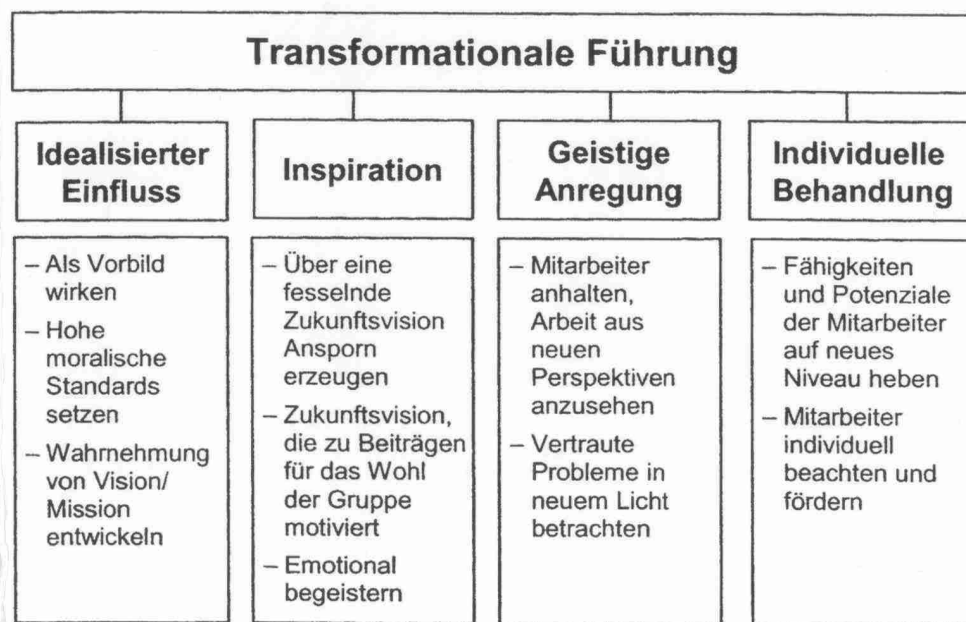 Transformationale Führung
Idealisierter
Einfluss
– Als Vorbild
wirken
– Hohe
moralische
Standards
setzen
– Wahrnehmung
von Vision/
Mission
entwickeln
Inspiration
– Über eine
fesselnde
Zukunftsvision
Ansporn
erzeugen
– Zukunftsvision,
die zu Beiträgen
für das Wohl
der Gruppe
motiviert
– Emotional
begeistern
Geistige
Anregung
– Mitarbeiter
anhalten,
Arbeit aus
neuen
Perspektiven
anzusehen
– Vertraute
Probleme in
neuem Licht
betrachten
Individuelle
Behandlung
– Fähigkeiten
und Potenziale
der Mitarbeiter
auf neues
Niveau heben
– Mitarbeiter
individuell
beachten und
fördern